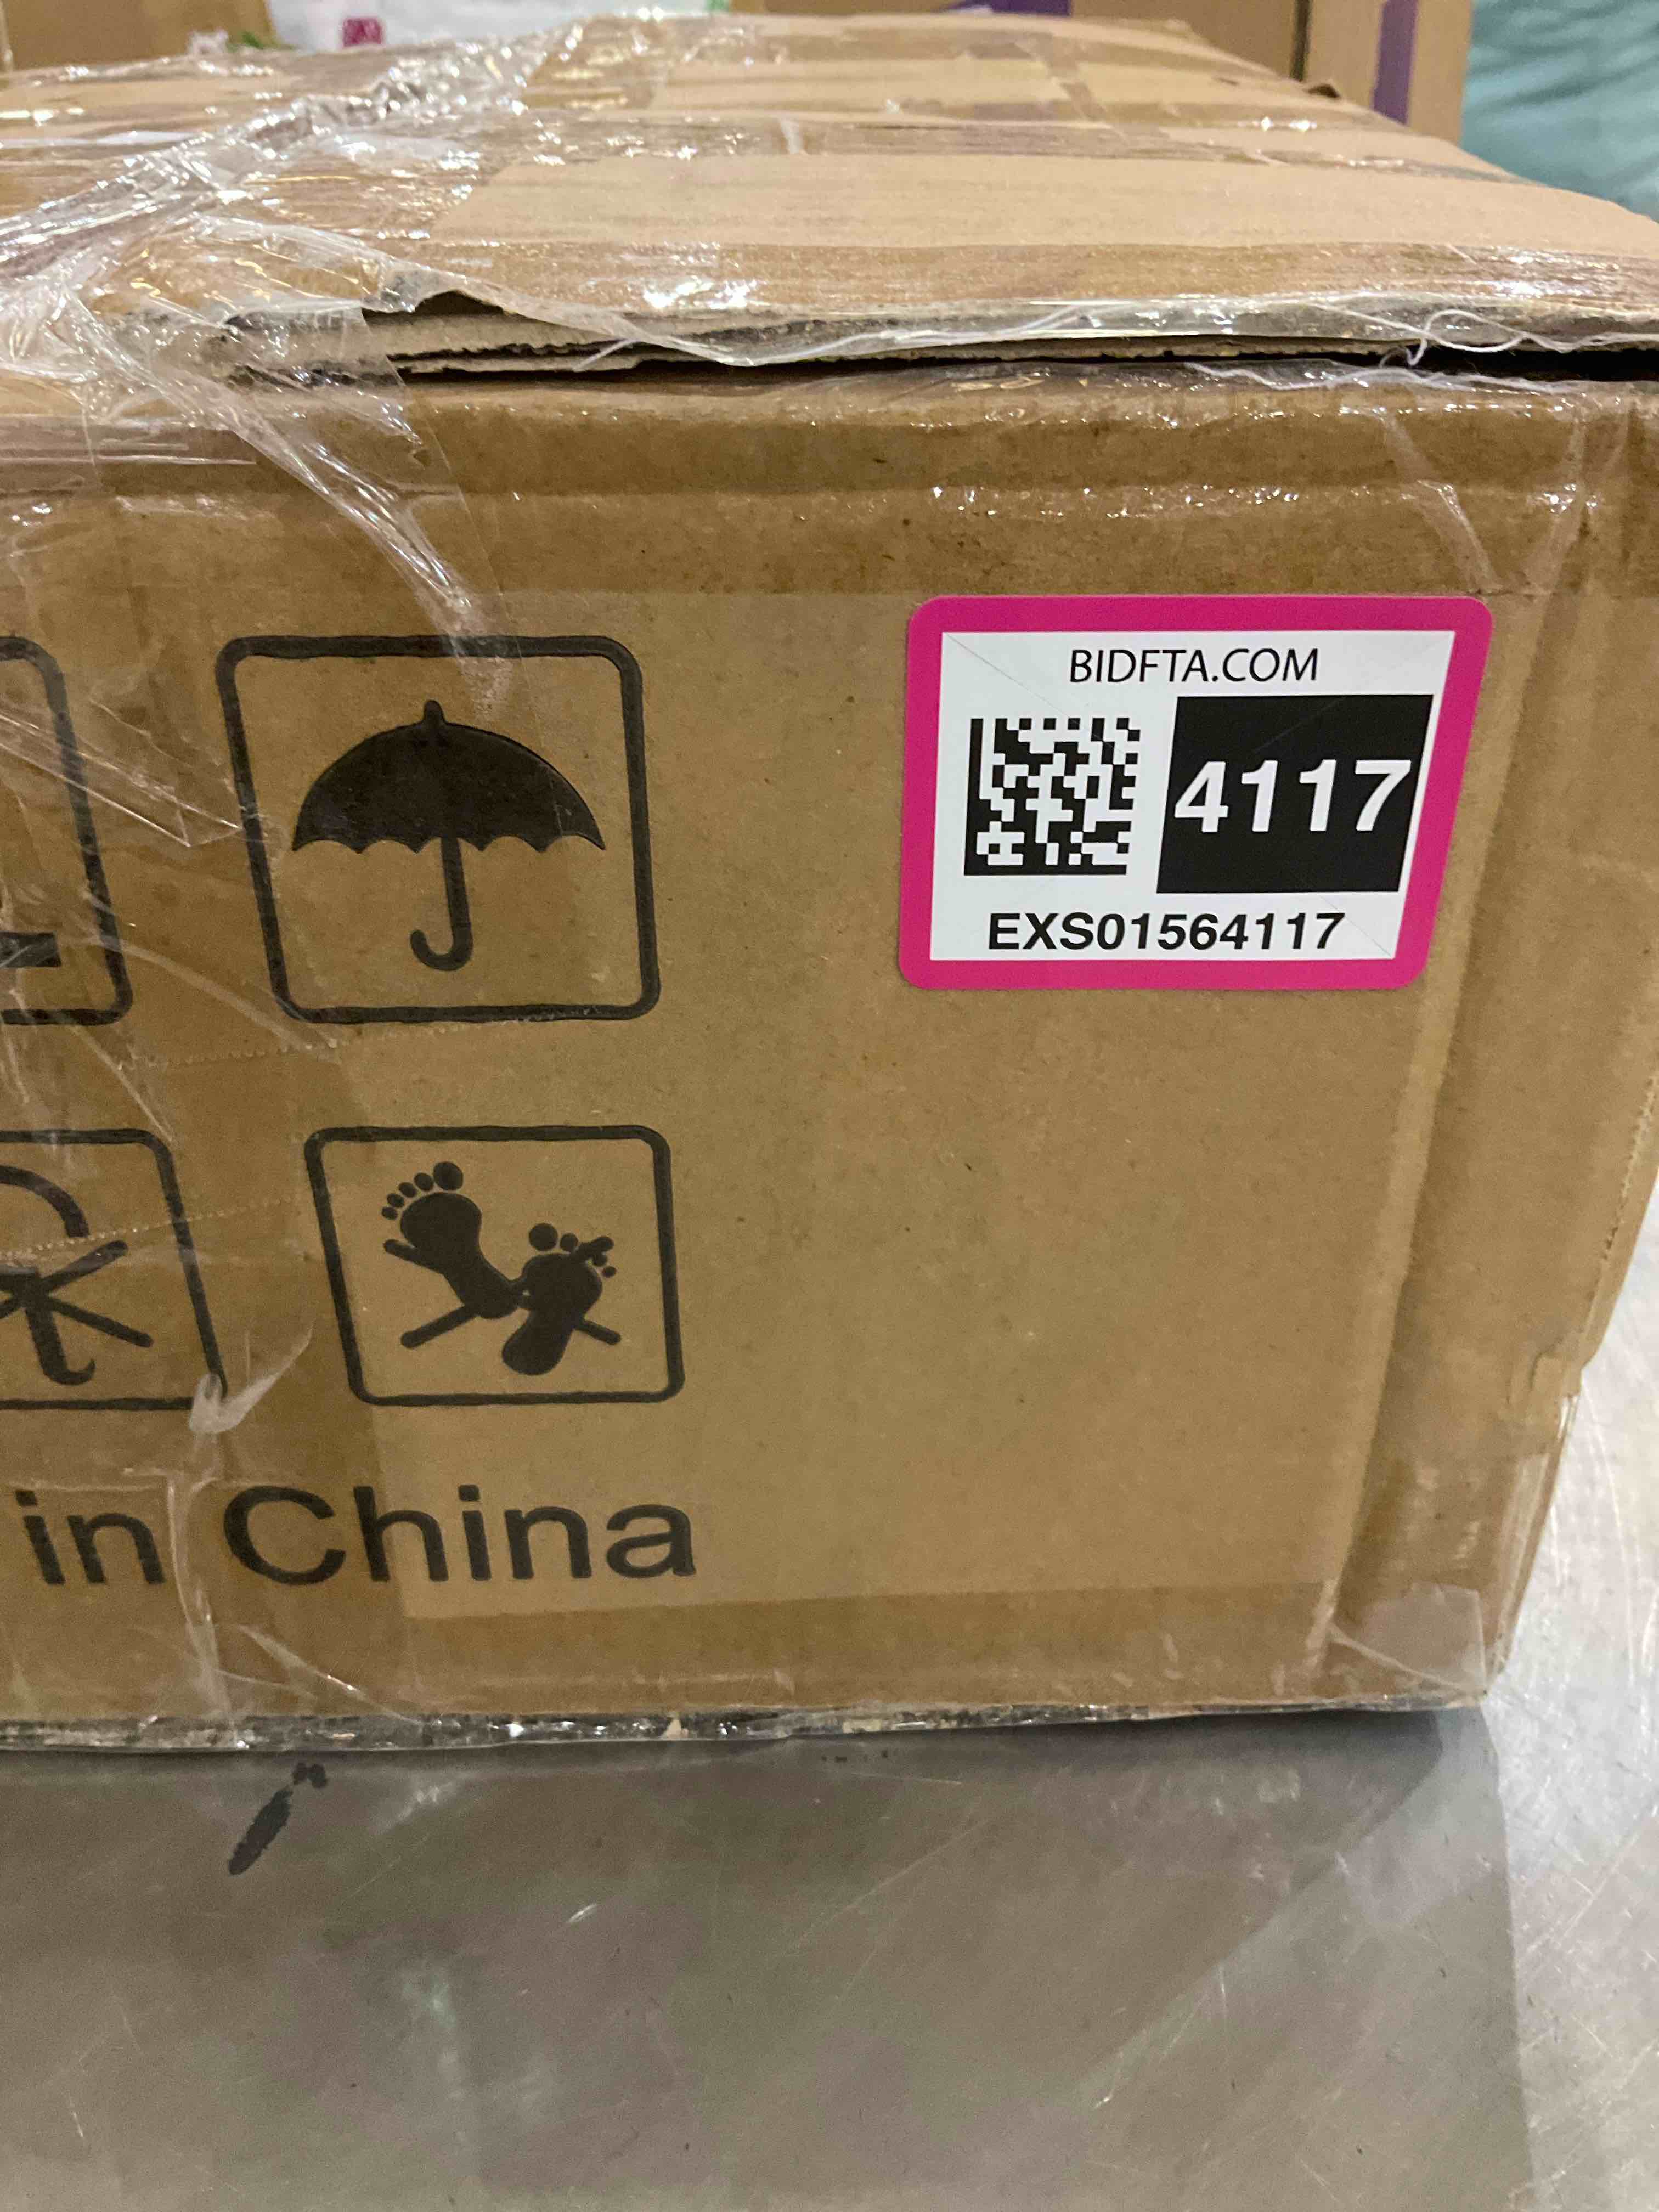 BIDFTA.COM
4117
EXS01564117
in China